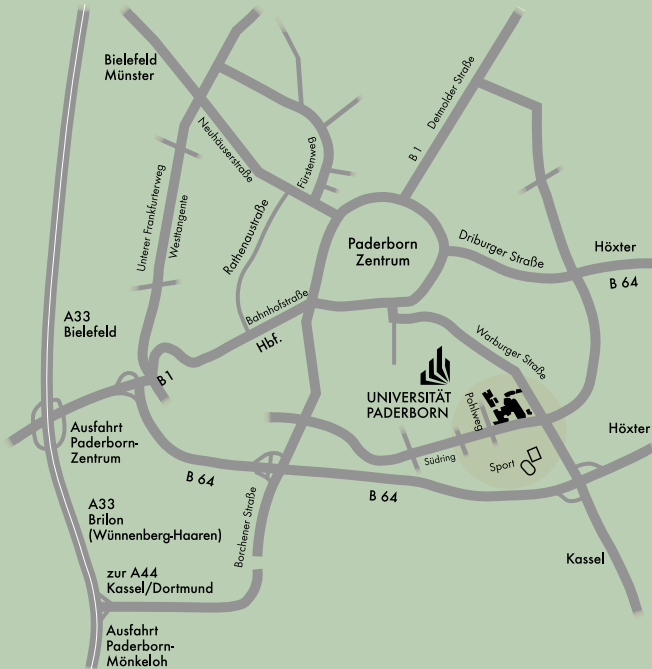 Bielefeld
Münster
Detmolder Straße
B 1
Neuhäuserstraße
Fürstenweg
Unterer Frankfurterweg
Westtangente
Rathenaustraße
Paderborn
Zentrum
Driburger Straße
Höxter
B 64
A33
Bielefeld
Bahnhofstraße
Hbf.
B 1
Warburger Straße
UNIVERSITÄT
PADERBORN
Pohlweg
Ausfahrt
Paderborn-
Zentrum
Südring
Sport
Höxter
B 64
B 64
A33
Brilon
(Wünnenberg-Haaren)
Borchener Straße
Kassel
zur A44
Kassel/Dortmund
Ausfahrt
Paderborn-
Mönkeloh